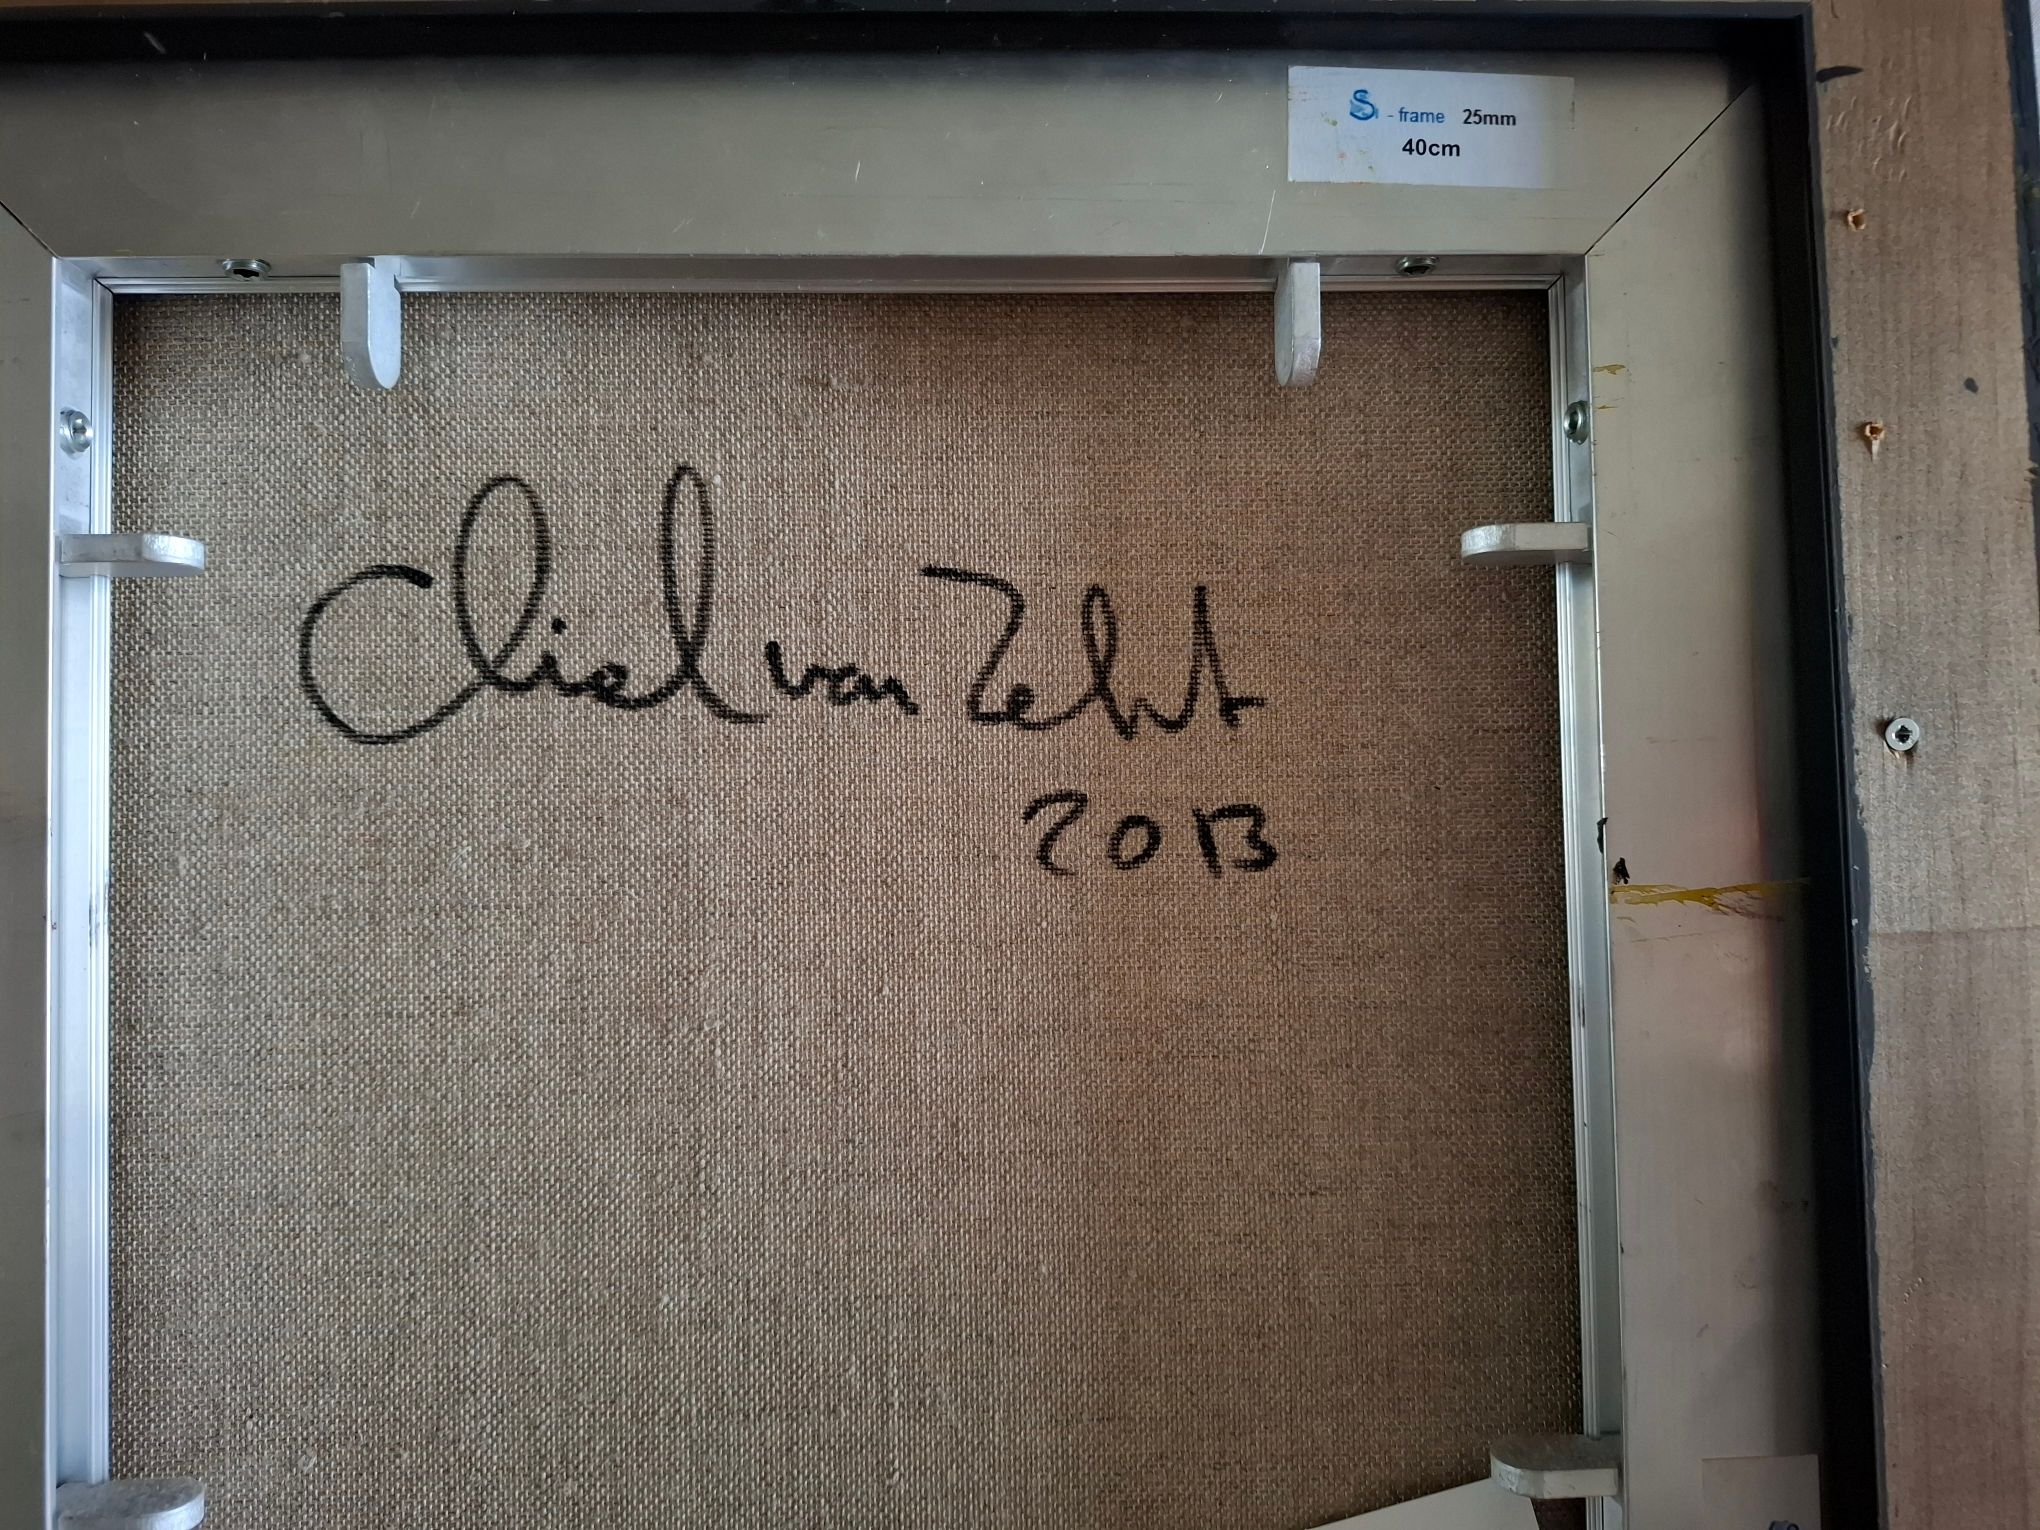 S - frame 25mm
40cm
Chiel van Zelst
2013